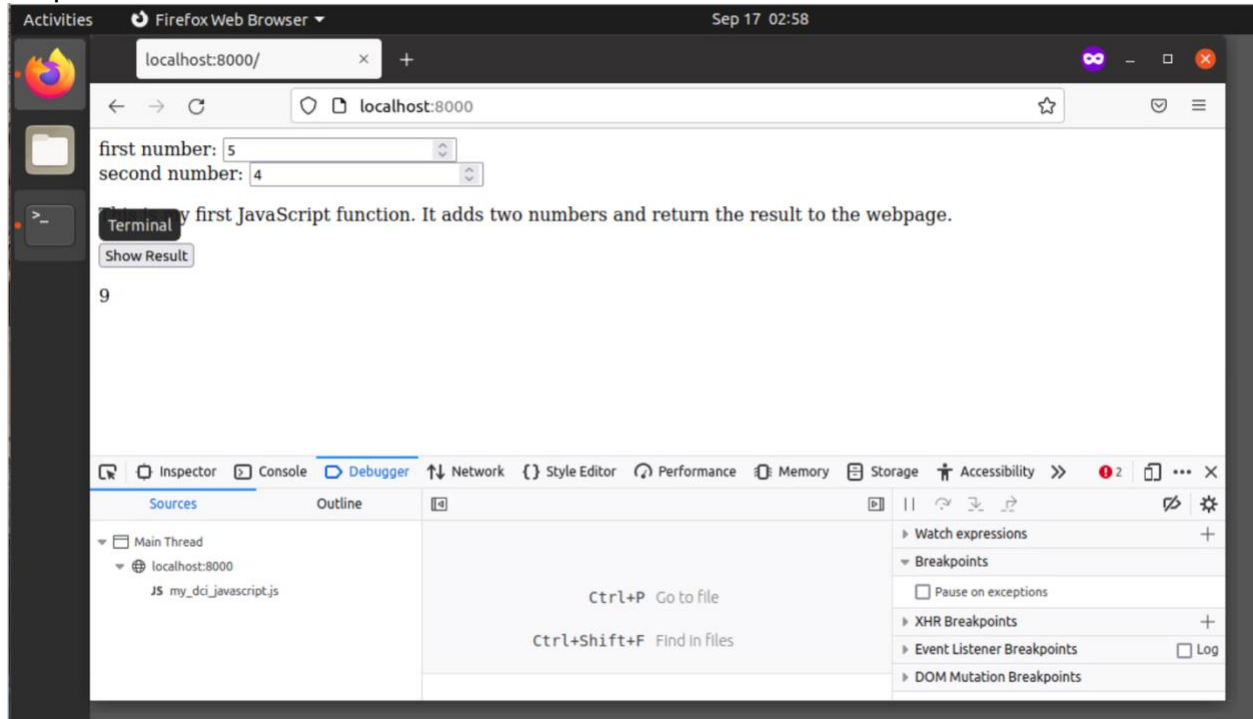 Activities Firefox Web Browser Sep 17 02:58
localhost:8000/
localhost:8000
first number: 5
second number: 4
y first JavaScript function. It adds two numbers and return the result to the webpage.
Terminal
Show Result
9
Inspector Console Debugger Network {} Style Editor Performance Memory Storage Accessibility 2
Sources Outline
Watch expressions
Main Thread
Breakpoints
localhost:8000
JS my_dci_javascript.js
Pause on exceptions
Ctrl+P Go to file
XHR Breakpoints
Ctrl+Shift+F Find in files
Event Listener Breakpoints Log
DOM Mutation Breakpoints